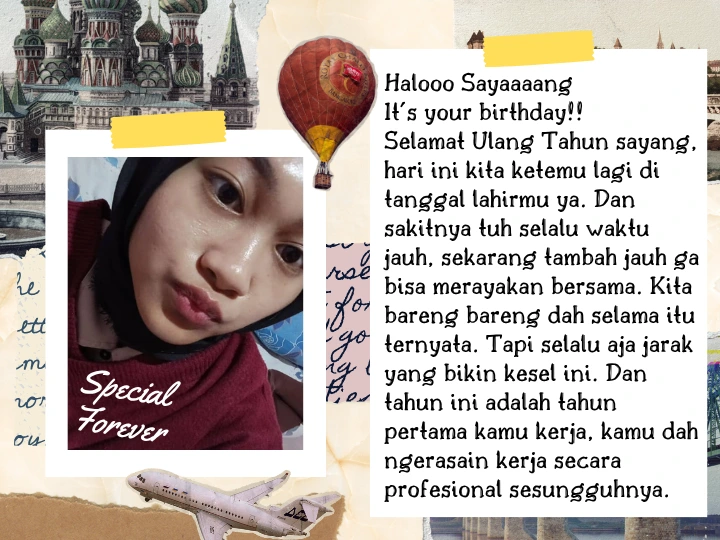 Halooo Sayaaaang
It's your birthday!!
Selamat Ulang Tahun sayang,
hari ini kita ketemu lagi di
tanggal lahirmu ya. Dan
sakitnya tuh selalu waktu
jauh, sekarang tambah jauh ga
bisa merayakan bersama. Kita
bareng bareng dah selama itu
ternyata. Tapi selalu aja jarak
yang bikin kesel ini. Dan
tahun ini adalah tahun
pertama kamu kerja, kamu dah
ngerasain kerja secara
profesional sesungguhnya.
Special
Forever